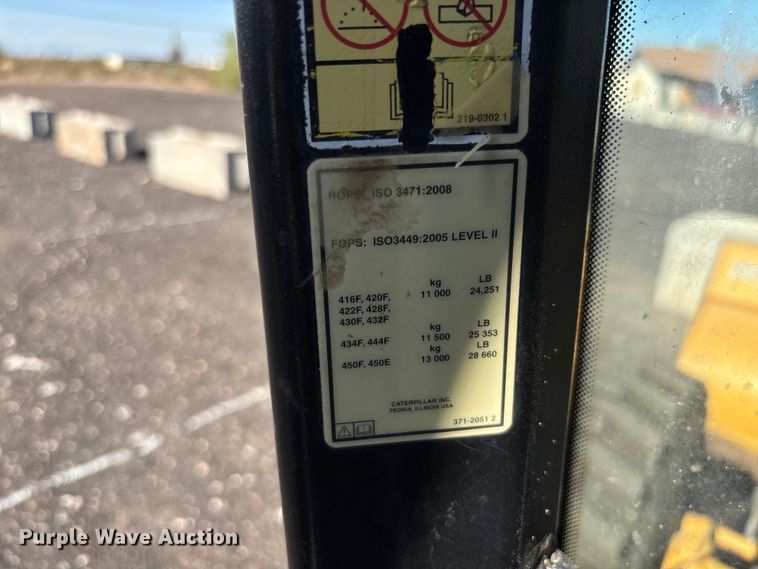 219-0302 1
ROPS: ISO 3471:2008
FOPS: ISO3449:2005 LEVEL II
kg LB
416F, 420F, 11 000 24,251
422F, 428F,
430F, 432F
kg LB
434F, 444F 11 500 25 353
kg LB
450F, 450E 13 000 28 660
CATERPILLAR INC.
PEORIA, ILLINOIS USA
371-2051 2
Purple Wave Auction